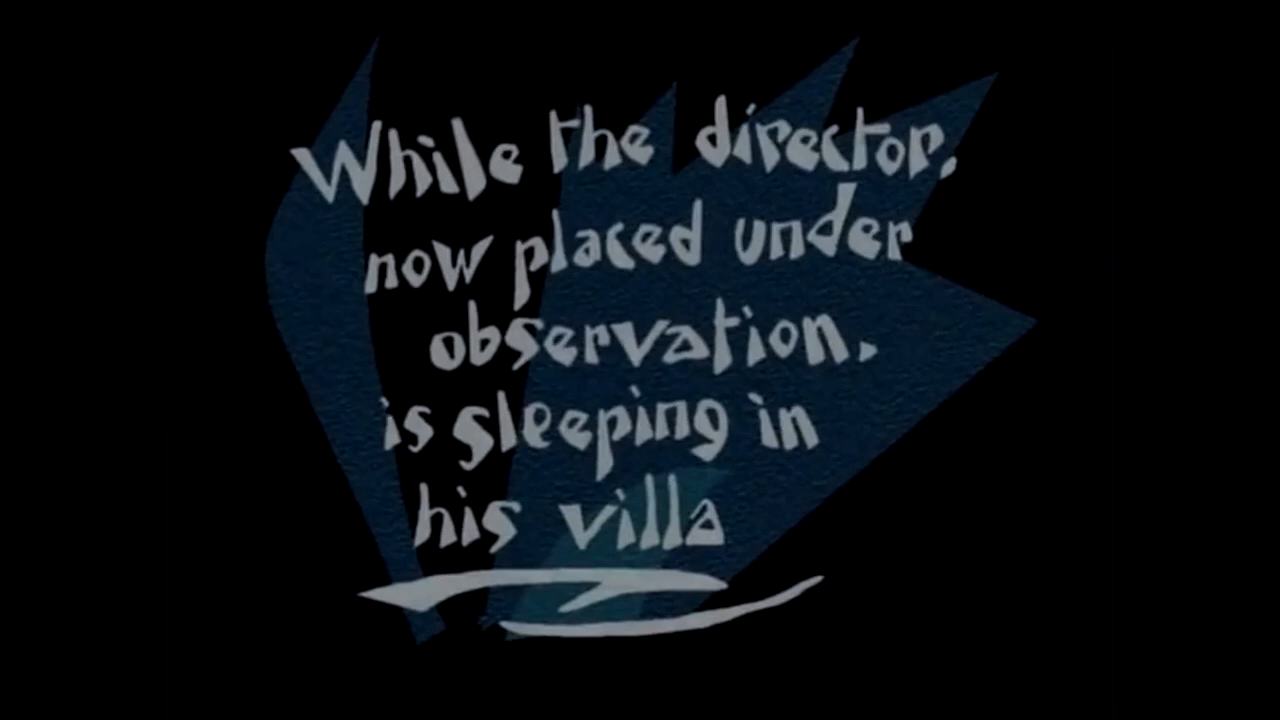 While the director,
now placed under
observation,
is sleeping in
his villa